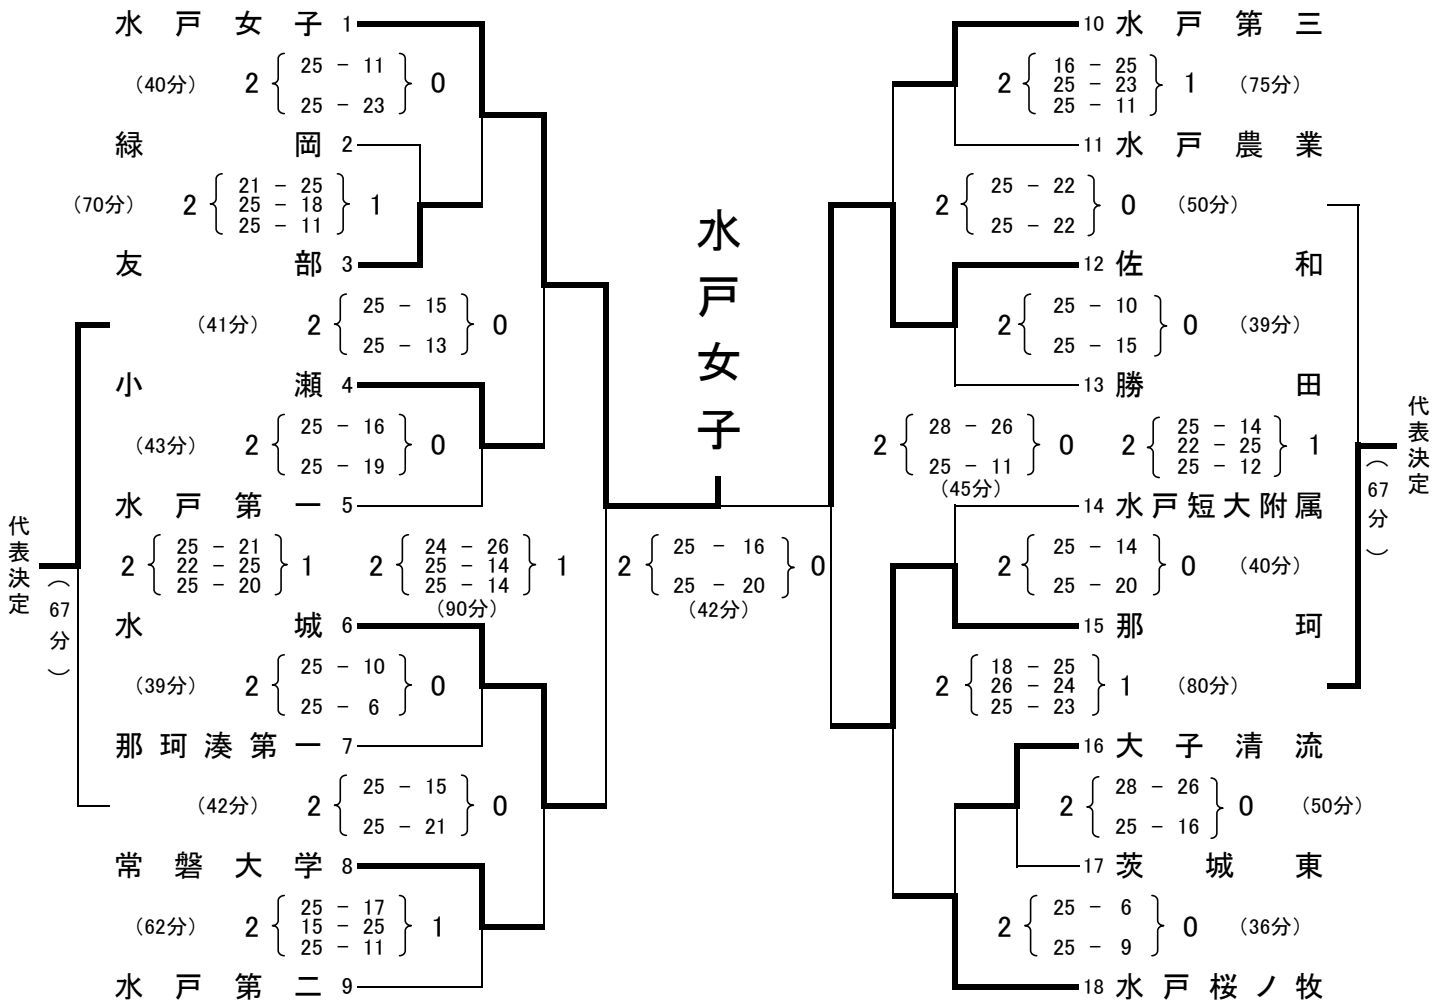 水戸女子 1
(40分) 2 25 - 11 0
25 - 23
緑岡 2
(70分) 2 21 - 25 1
25 - 18
25 - 11
友部 3
(41分) 2 25 - 15 0
25 - 13
小瀬 4
(43分) 2 25 - 16 0
25 - 19
水戸第一 5
代表決定
(67分)
2 25 - 21 1
22 - 25
25 - 20
2 24 - 26 1
25 - 14
25 - 14
(90分)
水城 6
(39分) 2 25 - 10 0
25 - 6
那珂湊第一 7
(42分) 2 25 - 15 0
25 - 21
常磐大学 8
(62分) 2 25 - 17 1
15 - 25
25 - 11
水戸第二 9
水戸女子
2 25 - 16 0
25 - 20
(42分)
10 水戸第三
2 16 - 25 1 (75分)
25 - 23
25 - 11
11 水戸農業
2 25 - 22 0 (50分)
25 - 22
12 佐和
2 25 - 10 0 (39分)
25 - 15
13 勝田
2 28 - 26 0
25 - 11
(45分)
2 25 - 14 1
22 - 25
25 - 12
代表決定
(67分)
14 水戸短大附属
2 25 - 14 0 (40分)
25 - 20
15 那珂
2 18 - 25 1 (80分)
26 - 24
25 - 23
16 大子清流
2 28 - 26 0 (50分)
25 - 16
17 茨城東
2 25 - 6 0 (36分)
25 - 9
18 水戸桜ノ牧